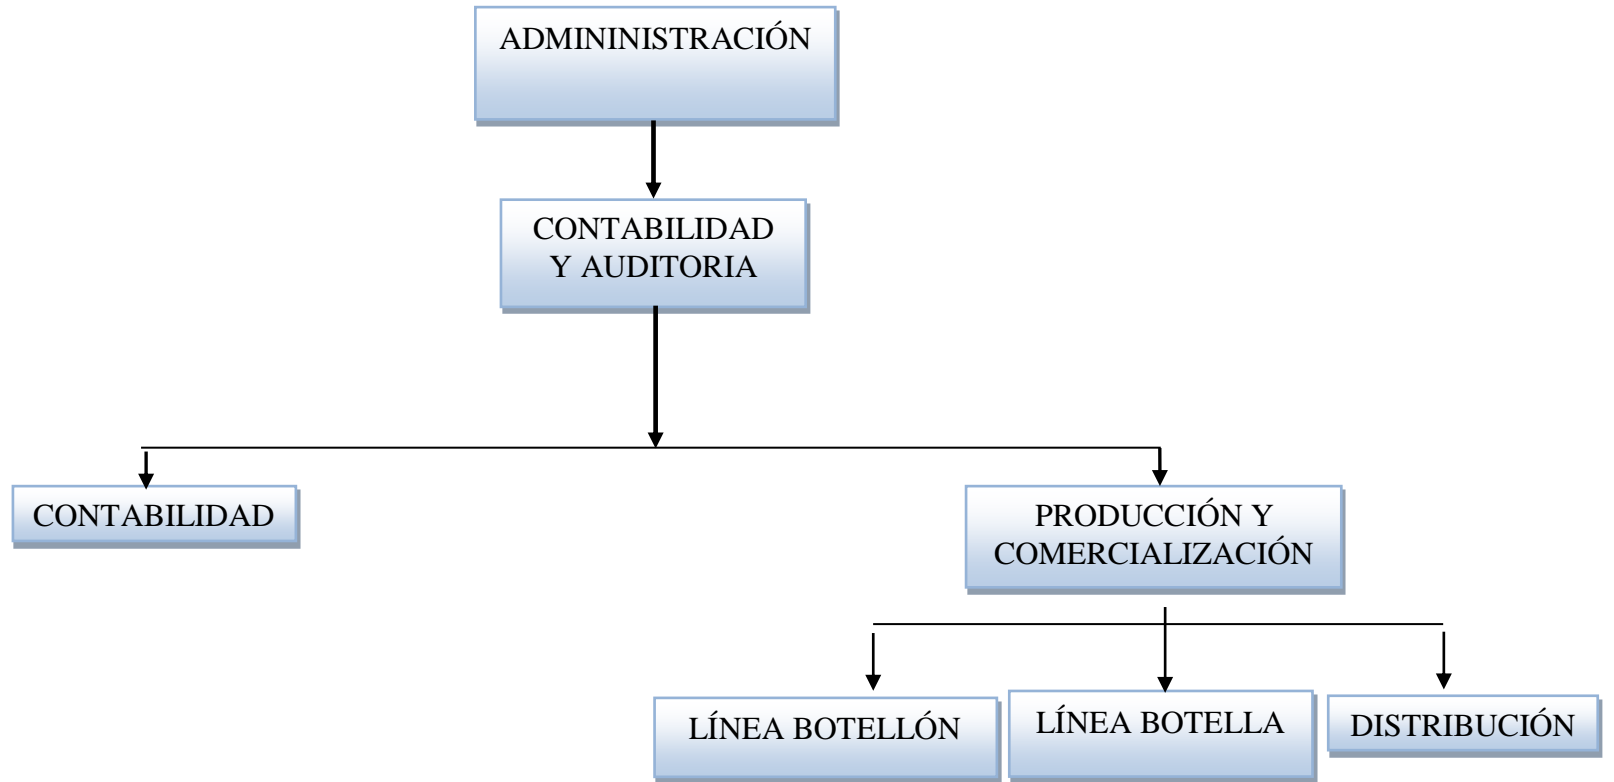 ADMININISTRACIÓN
CONTABILIDAD
Y AUDITORIA
CONTABILIDAD
PRODUCCIÓN Y
COMERCIALIZACIÓN
LÍNEA BOTELLÓN
LÍNEA BOTELLA
DISTRIBUCIÓN